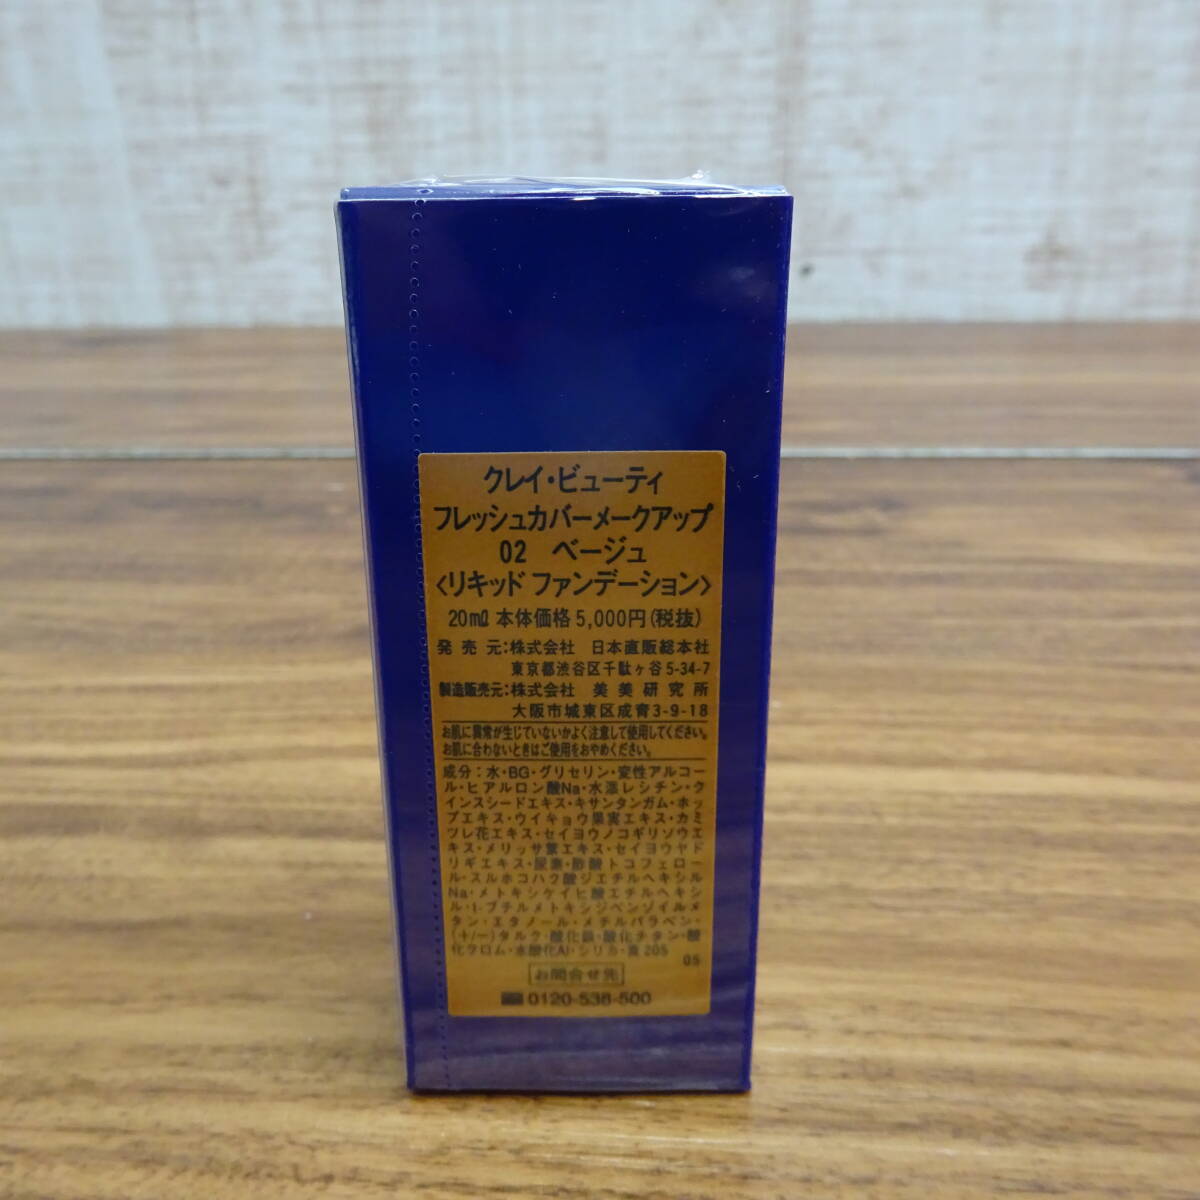 クレイ・ビューティ
フレッシュカバーメークアップ
02 ベージュ
〈リキッド ファンデーション〉
20mℓ 本体価格5,000円(税抜)
発売元:株式会社 日本直販総本社
東京都渋谷区千駄ヶ谷5-34-7
製造販売元:株式会社 美美研究所
大阪市城東区成育3-9-18
お肌に異常が生じていないかよく注意して使用してください。
お肌に合わないときはご使用をおやめください。
成分:水・BG・グリセリン・変性アルコー
ル・ヒアルロン酸Na・水添レシチン・ク
インスシードエキス・キサンタンガム・ホッ
プエキス・ウイキョウ果実エキス・カミ
ツレ花エキス・セイヨウノコギリソウエ
キス・メリッサ葉エキス・セイヨウヤド
リギエキス・尿素・酢酸トコフェロー
ル・スルホコハク酸ジエチルヘキシル
Na・メトキシケイヒ酸エチルヘキシ
ル・t-ブチルメトキシジベンゾイルメ
タン・エタノール・メチルパラベン・
(+/-)タルク・酸化鉄・酸化チタン・酸
化クロム・水酸化Al・シリカ・青205
05
お問合せ先
0120-538-500